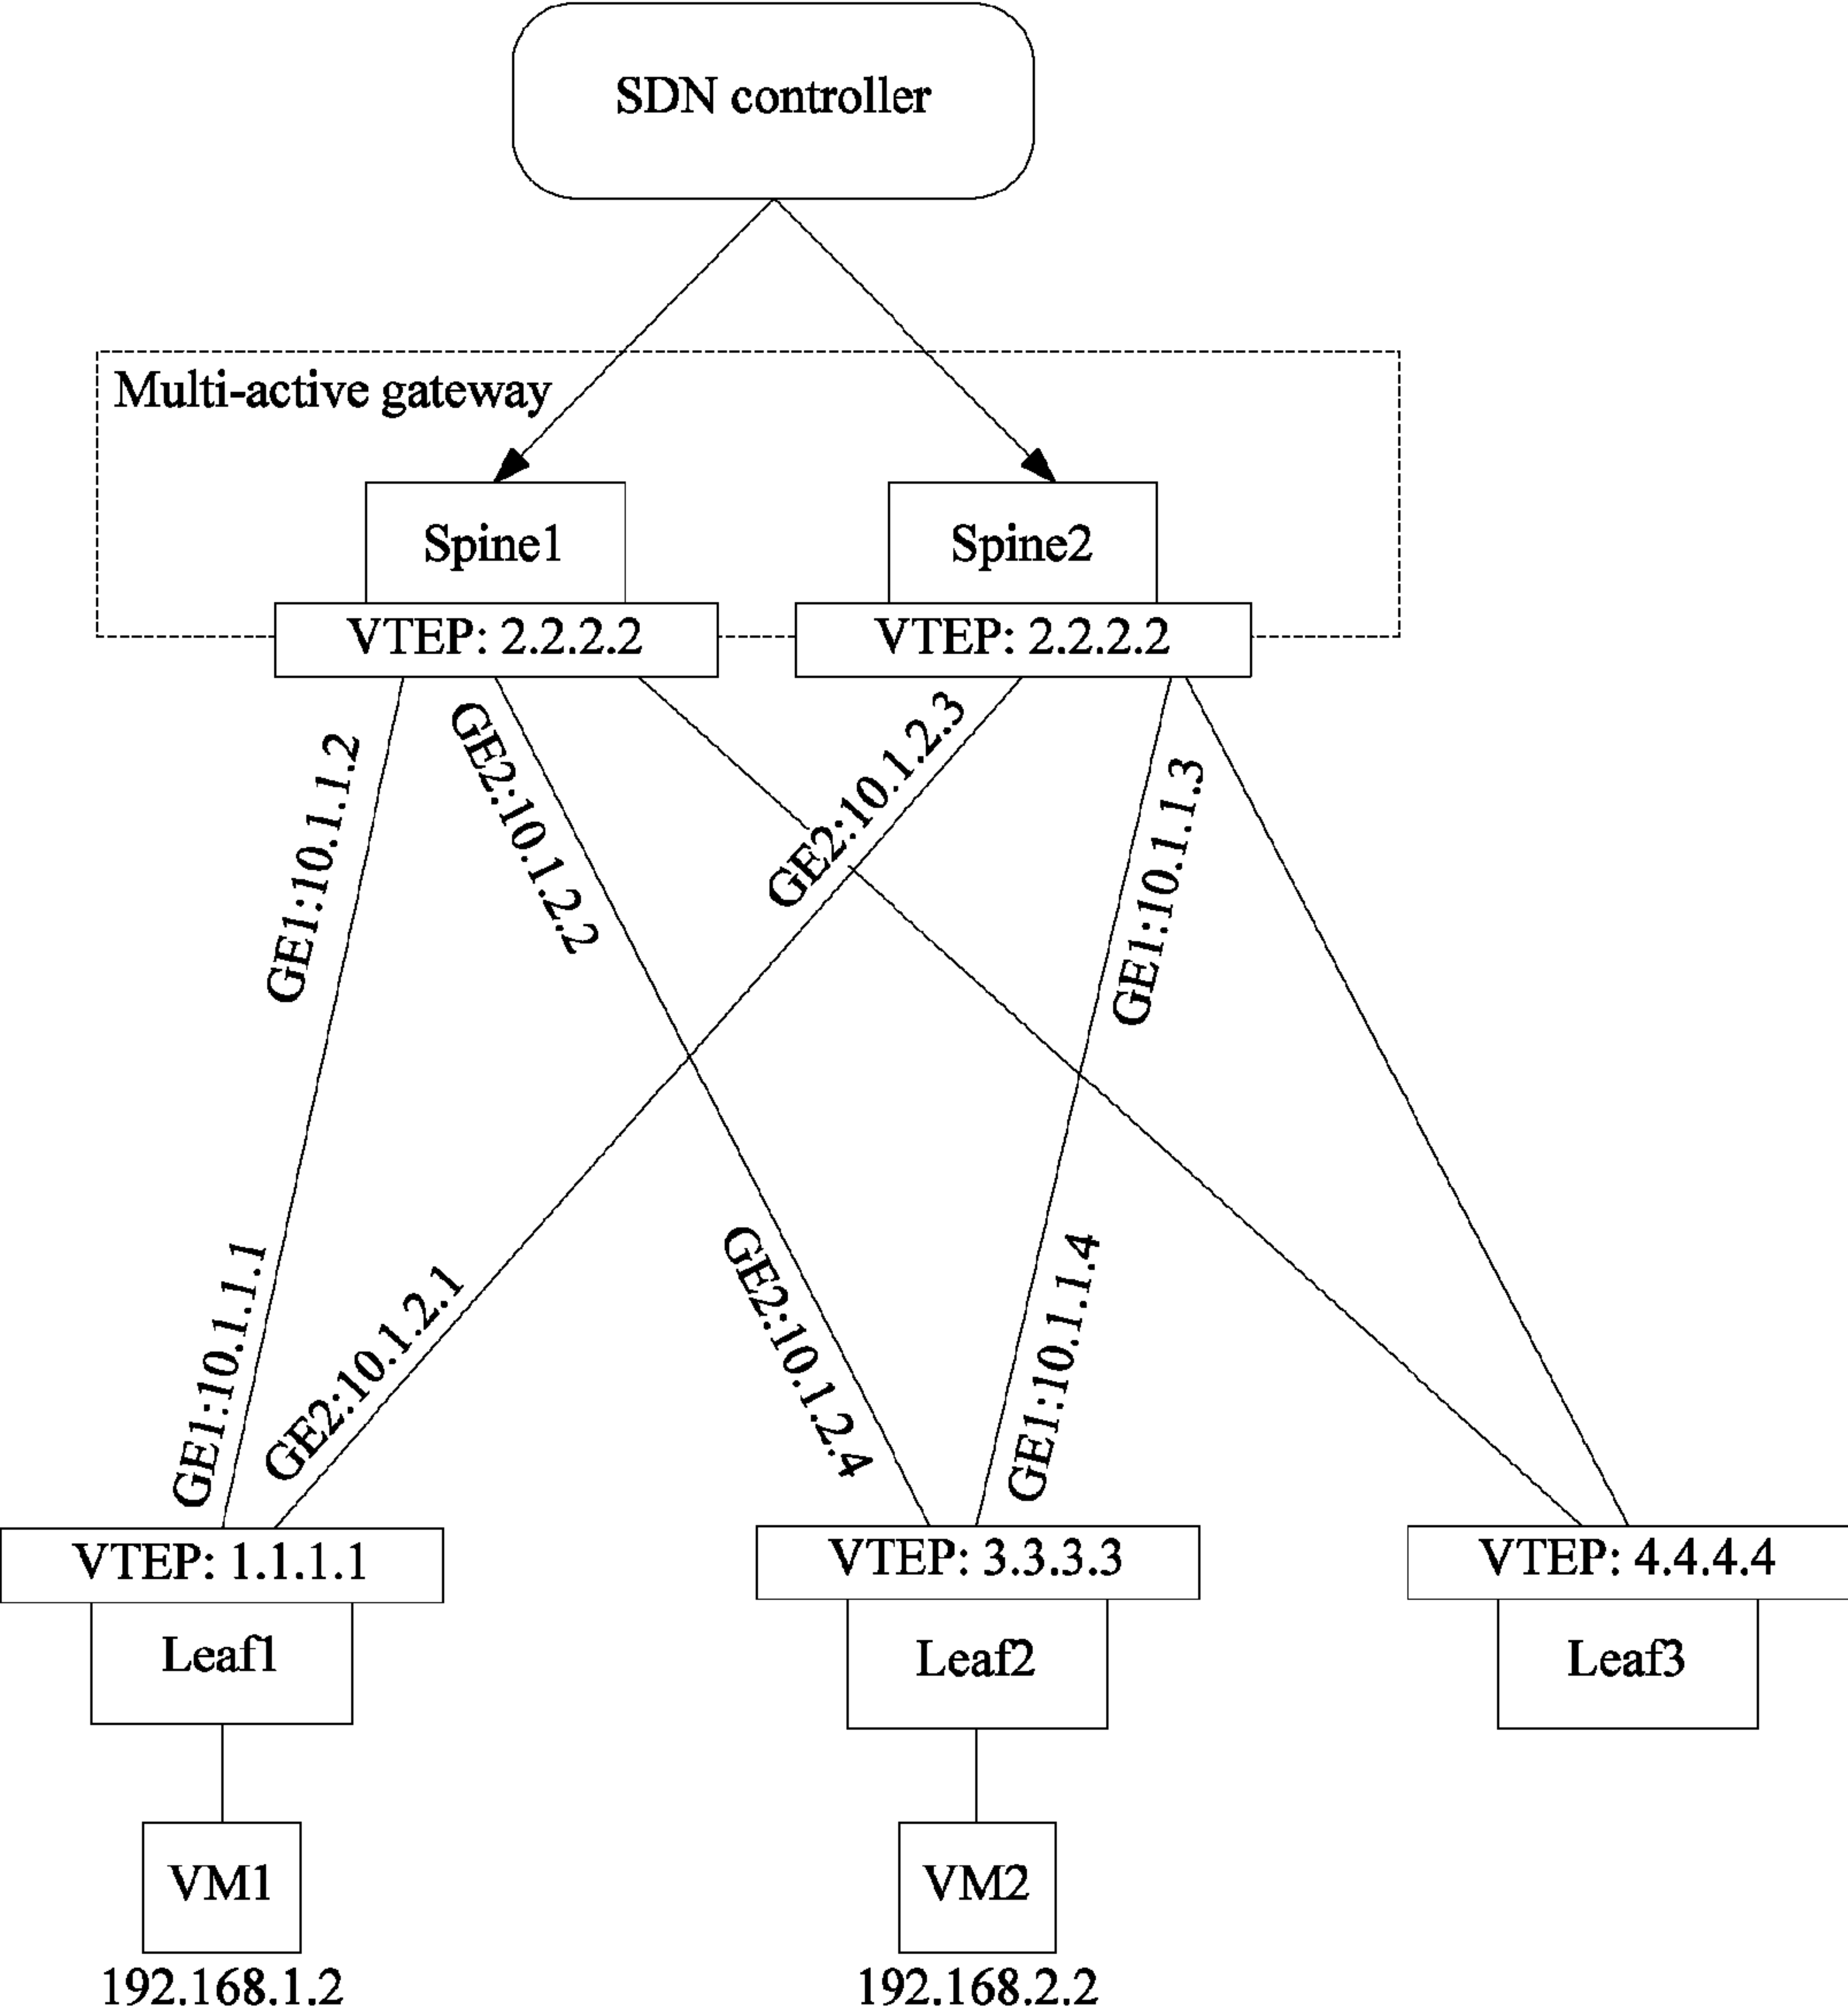 SDN controller
Multi-active gateway
Spine1
Spine2
VTEP: 2.2.2.2
VTEP: 2.2.2.2
GE1:10.1.1.2
GE2:10.1.2.2
GE2:10.1.2.3
GE1:10.1.1.3
GE1:10.1.1.1
GE2:10.1.2.1
GE2:10.1.2.4
GE1:10.1.1.4
VTEP: 1.1.1.1
VTEP: 3.3.3.3
VTEP: 4.4.4.4
Leaf1
Leaf2
Leaf3
VM1
VM2
192.168.1.2
192.168.2.2